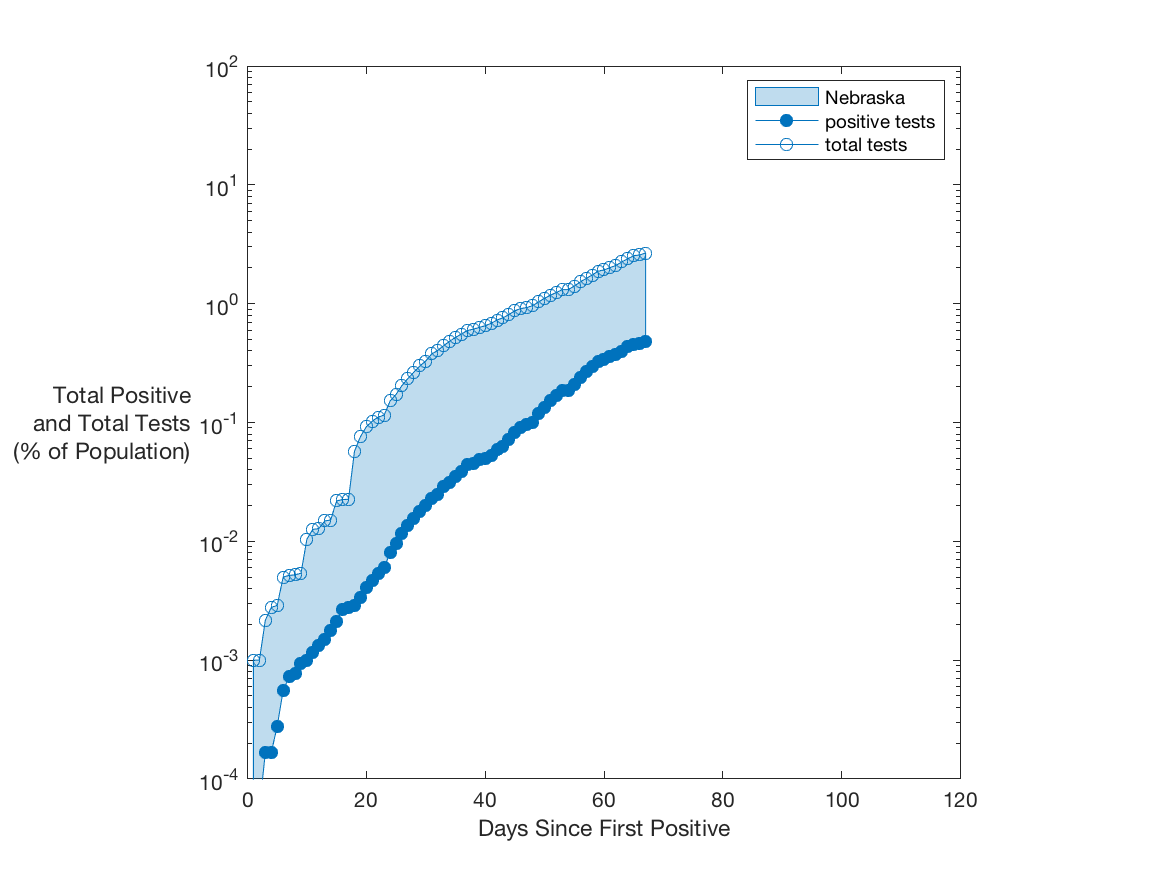 10^2
10^1
10^0
10^-1
10^-2
10^-3
10^-4
Total Positive
and Total Tests
(% of Population)
Nebraska
positive tests
total tests
0 20 40 60 80 100 120
Days Since First Positive